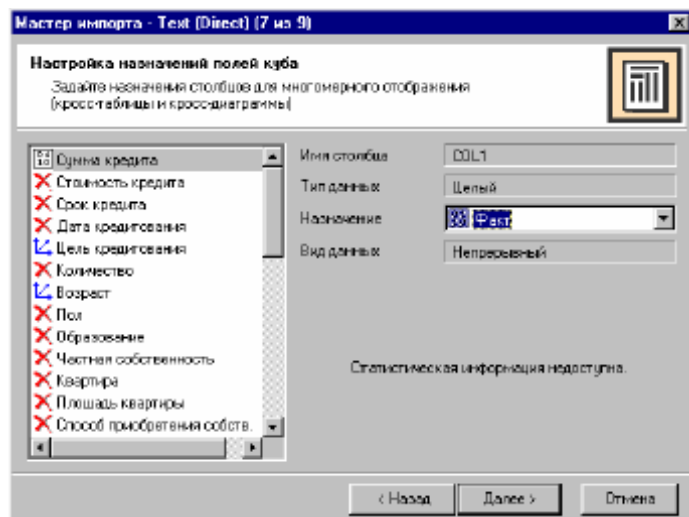 Мастер импорта - Text (Direct) (7 из 9)
Настройка назначений полей куба
Задайте назначения столбцов для многомерного отображения
(кросс-таблицы и кросс-диаграммы)
Сумма кредита
Стоимость кредита
Срок кредита
Дата кредитования
Цель кредитования
Количество
Возраст
Пол
Образование
Частная собственность
Квартира
Площадь квартиры
Способ приобретения собств.
Имя столбца COL1
Тип данных Целый
Назначение Факт
Вид данных Непрерывный
Статистическая информация недоступна.
< Назад Далее > Отмена